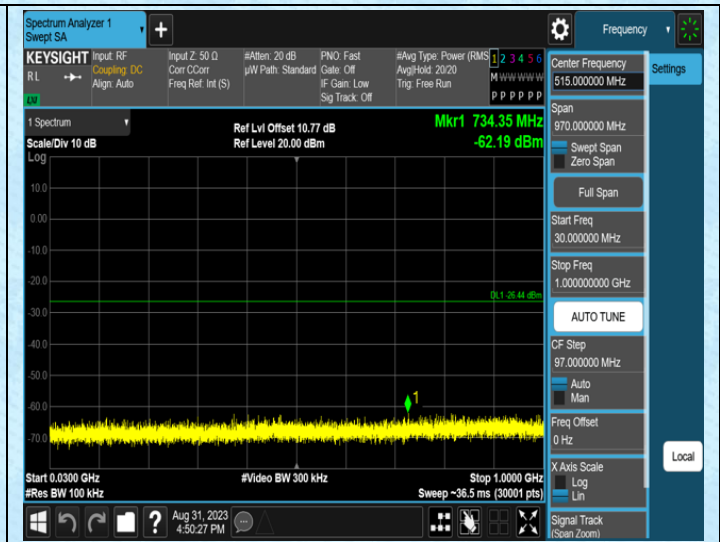 Spectrum Analyzer 1
Swept SA
+
Frequency
KEYSIGHT
RL
LXI
Input: RF
Coupling: DC
Align: Auto
Input Z: 50 Ω
Corr CCorr
Freq Ref: Int (S)
#Atten: 20 dB
µW Path: Standard
PNO: Fast
Gate: Off
IF Gain: Low
Sig Track: Off
#Avg Type: Power (RMS
Avg|Hold: 20/20
Trig: Free Run
1 2 3 4 5 6
M W W W W W
P P P P P P
1 Spectrum
Scale/Div 10 dB
Log
Ref Lvl Offset 10.77 dB
Ref Level 20.00 dBm
Mkr1 734.35 MHz
-62.19 dBm
10.0
0.00
-10.0
-20.0
DL1 -26.44 dBm
-30.0
-40.0
-50.0
-60.0
1
-70.0
Start 0.0300 GHz
#Res BW 100 kHz
#Video BW 300 kHz
Stop 1.0000 GHz
Sweep ~36.5 ms (30001 pts)
?
Aug 31, 2023
4:50:27 PM
Center Frequency
515.000000 MHz
Span
970.000000 MHz
Swept Span
Zero Span
Full Span
Start Freq
30.000000 MHz
Stop Freq
1.000000000 GHz
AUTO TUNE
CF Step
97.000000 MHz
Auto
Man
Freq Offset
0 Hz
X Axis Scale
Log
Lin
Signal Track
(Span Zoom)
Settings
Local